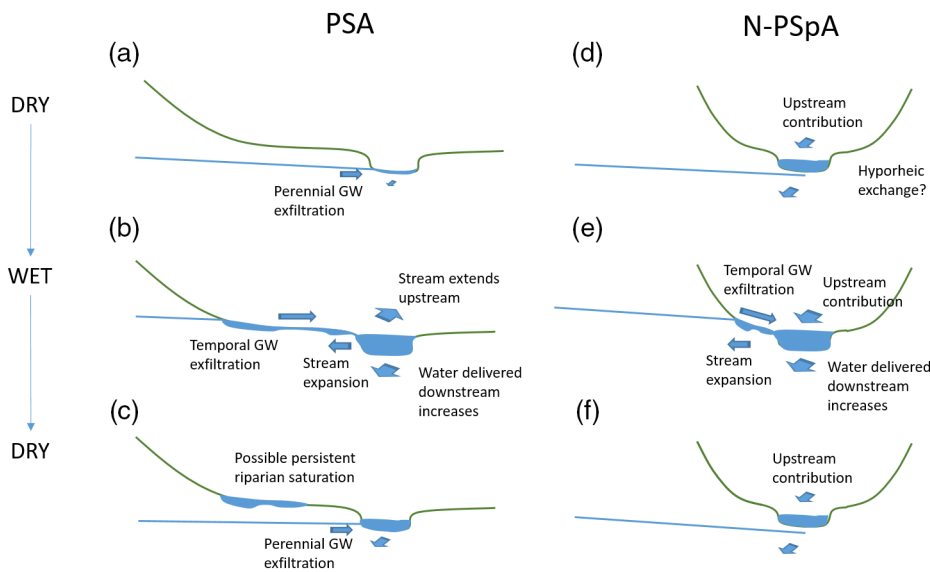 PSA
N-PSpA
(a)
(d)
DRY
Upstream
contribution
Perennial GW
exfiltration
Hyporheic
exchange?
(b)
(e)
WET
Stream extends
upstream
Temporal GW
exfiltration
Upstream
contribution
Temporal GW
exfiltration
Stream
expansion
Water delivered
downstream
increases
Stream
expansion
Water delivered
downstream
increases
(c)
(f)
DRY
Possible persistent
riparian saturation
Upstream
contribution
Perennial GW
exfiltration